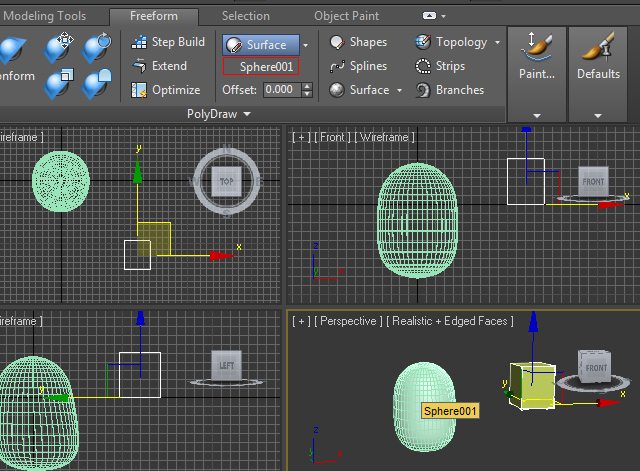 Modeling Tools Freeform Selection Object Paint
Step Build Surface Shapes Topology
onform Extend Sphere001 Splines Strips Paint... Defaults
Optimize Offset: 0.000 Surface Branches
PolyDraw
ireframe ] [ + ] [ Front ] [ Wireframe ]
y
TOP FRONT
x x
z
x
ireframe ] [ + ] [ Perspective ] [ Realistic + Edged Faces ]
LEFT FRONT
y
Sphere001
x
z